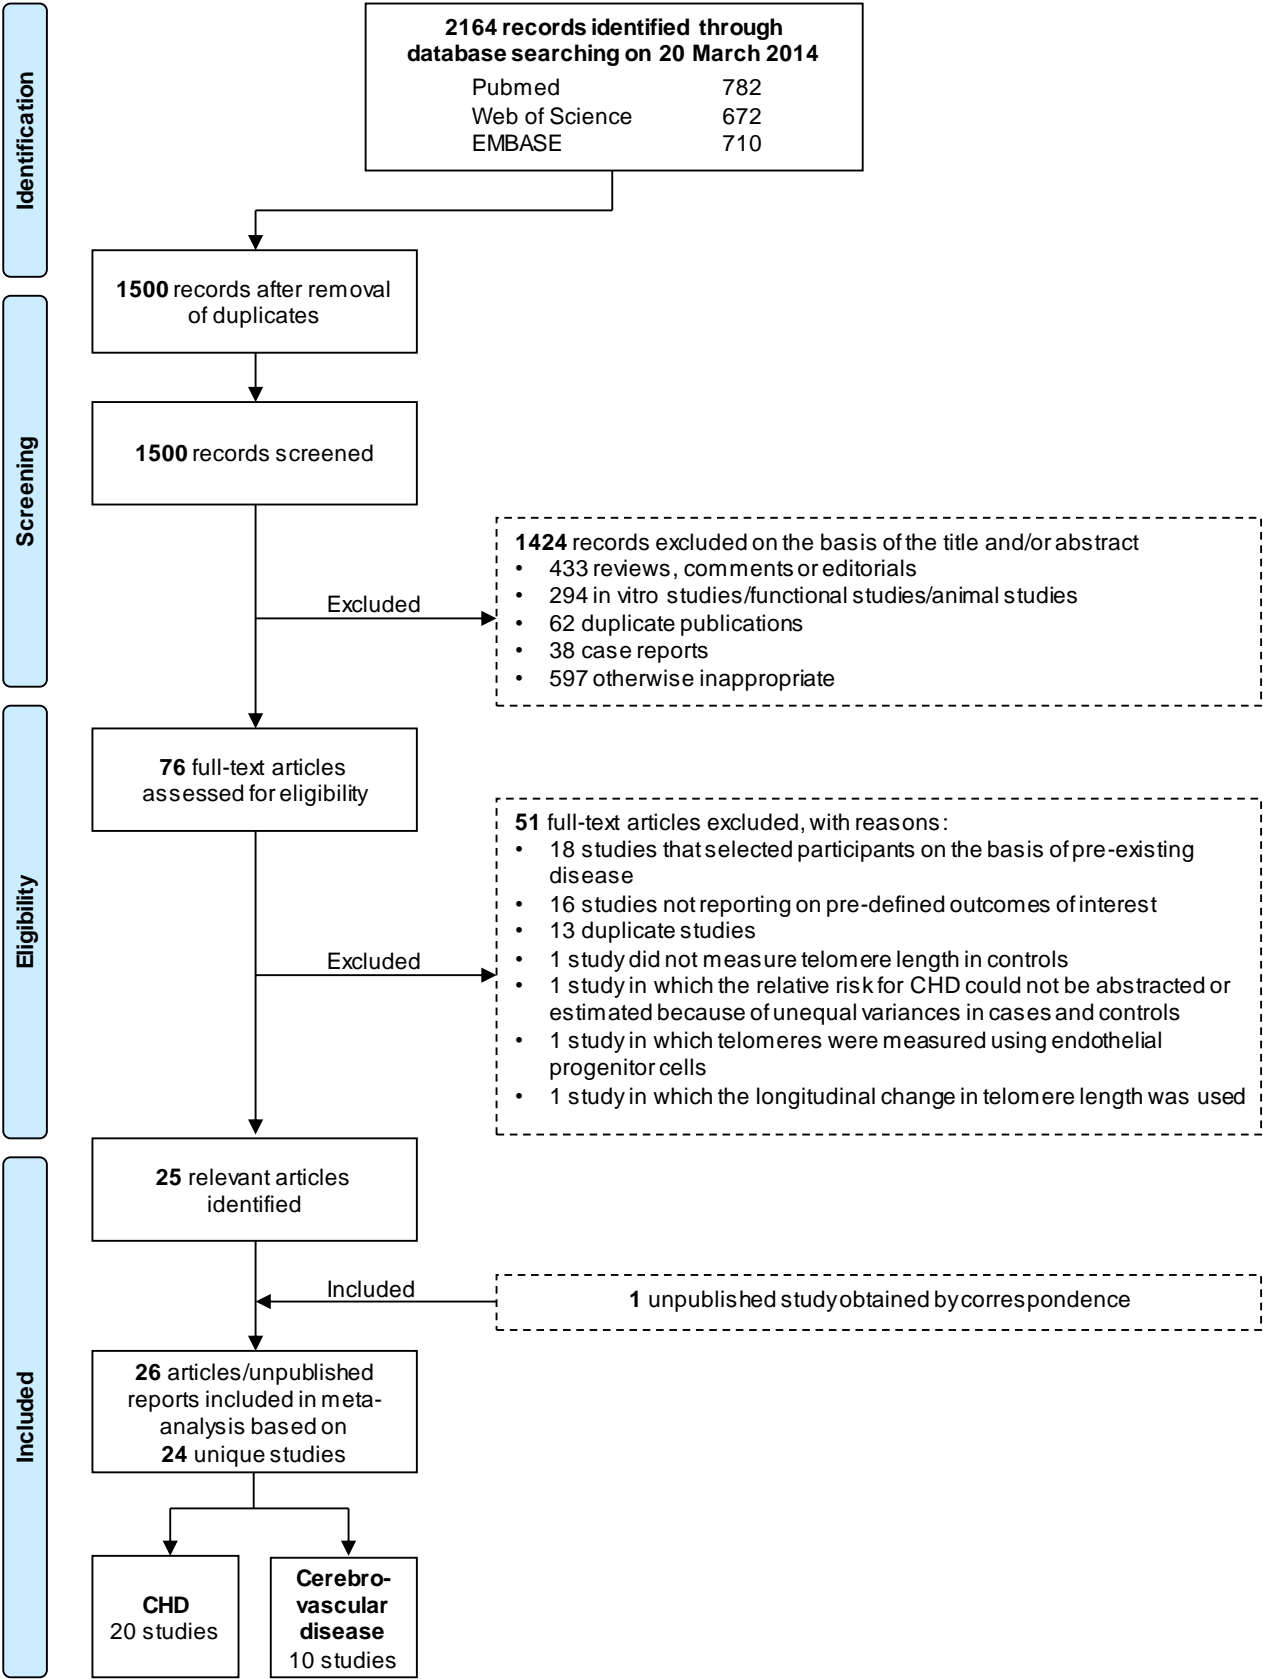 Identification
2164 records identified through
database searching on 20 March 2014
Pubmed 782
Web of Science 672
EMBASE 710
1500 records after removal
of duplicates
Screening
1500 records screened
Excluded
1424 records excluded on the basis of the title and/or abstract
• 433 reviews, comments or editorials
• 294 in vitro studies/functional studies/animal studies
• 62 duplicate publications
• 38 case reports
• 597 otherwise inappropriate
Eligibility
76 full-text articles
assessed for eligibility
Excluded
51 full-text articles excluded, with reasons:
• 18 studies that selected participants on the basis of pre-existing
disease
• 16 studies not reporting on pre-defined outcomes of interest
• 13 duplicate studies
• 1 study did not measure telomere length in controls
• 1 study in which the relative risk for CHD could not be abstracted or
estimated because of unequal variances in cases and controls
• 1 study in which telomeres were measured using endothelial
progenitor cells
• 1 study in which the longitudinal change in telomere length was used
Included
25 relevant articles
identified
Included
1 unpublished study obtained by correspondence
26 articles/unpublished
reports included in meta-
analysis based on
24 unique studies
CHD
20 studies
Cerebro-
vascular
disease
10 studies